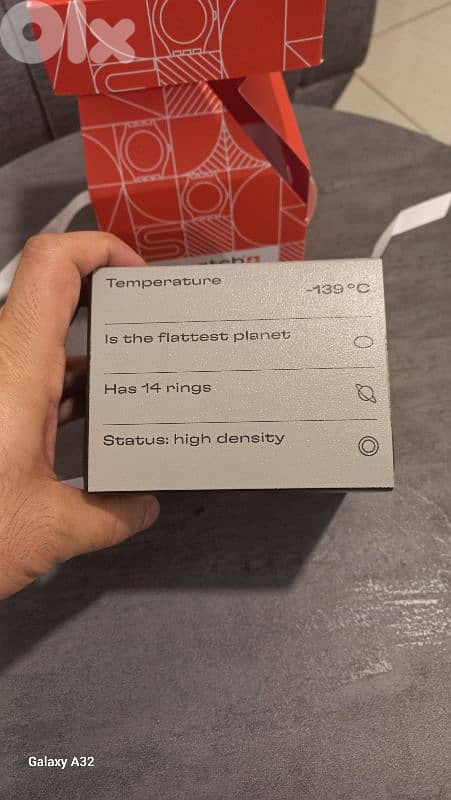 olx
Temperature
-139°C
Is the flattest planet
Has 14 rings
Status: high density
Galaxy A32